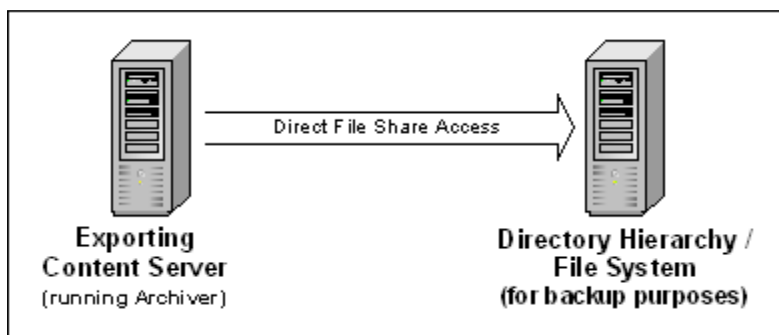 Direct File Share Access
Exporting
Content Server
(running Archiver)
Directory Hierarchy /
File System
(for backup purposes)